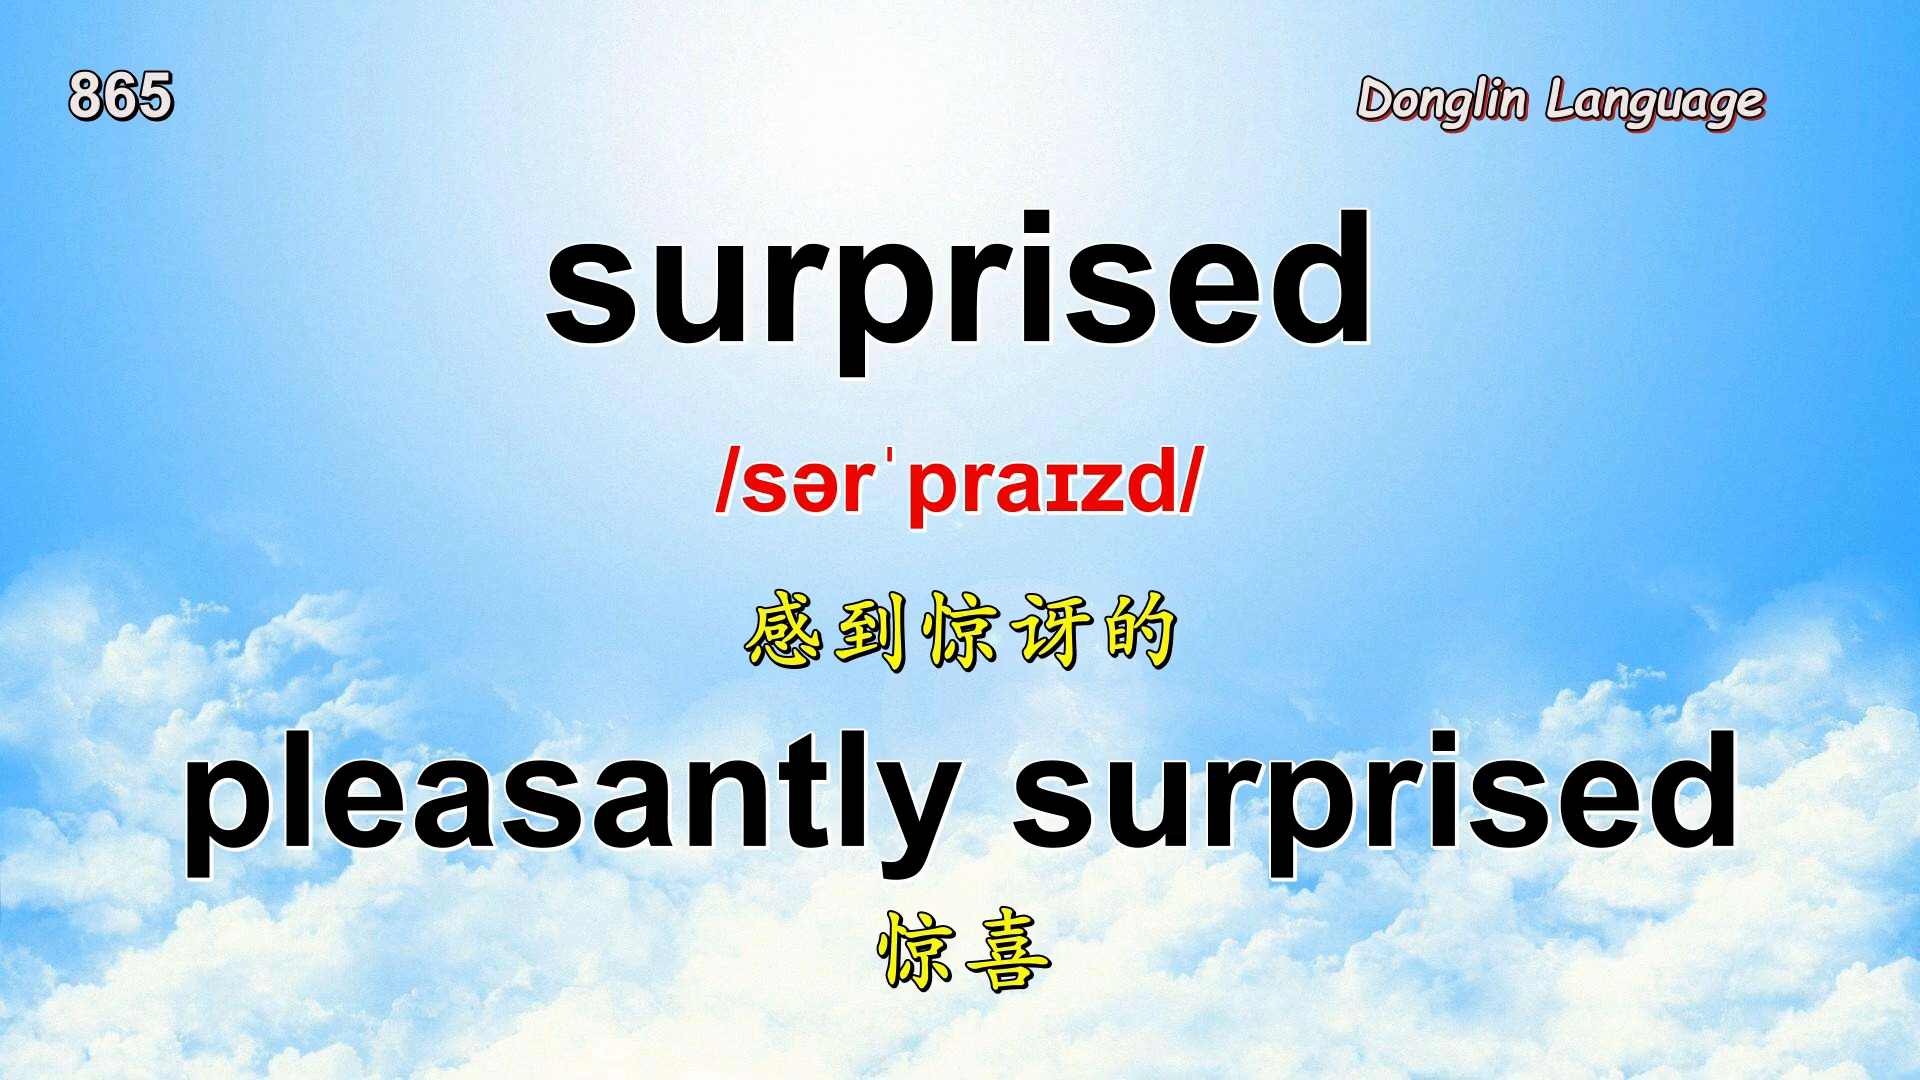 865
Donglin Language
surprised
/sərˈpraɪzd/
感到惊讶的
pleasantly surprised
惊喜